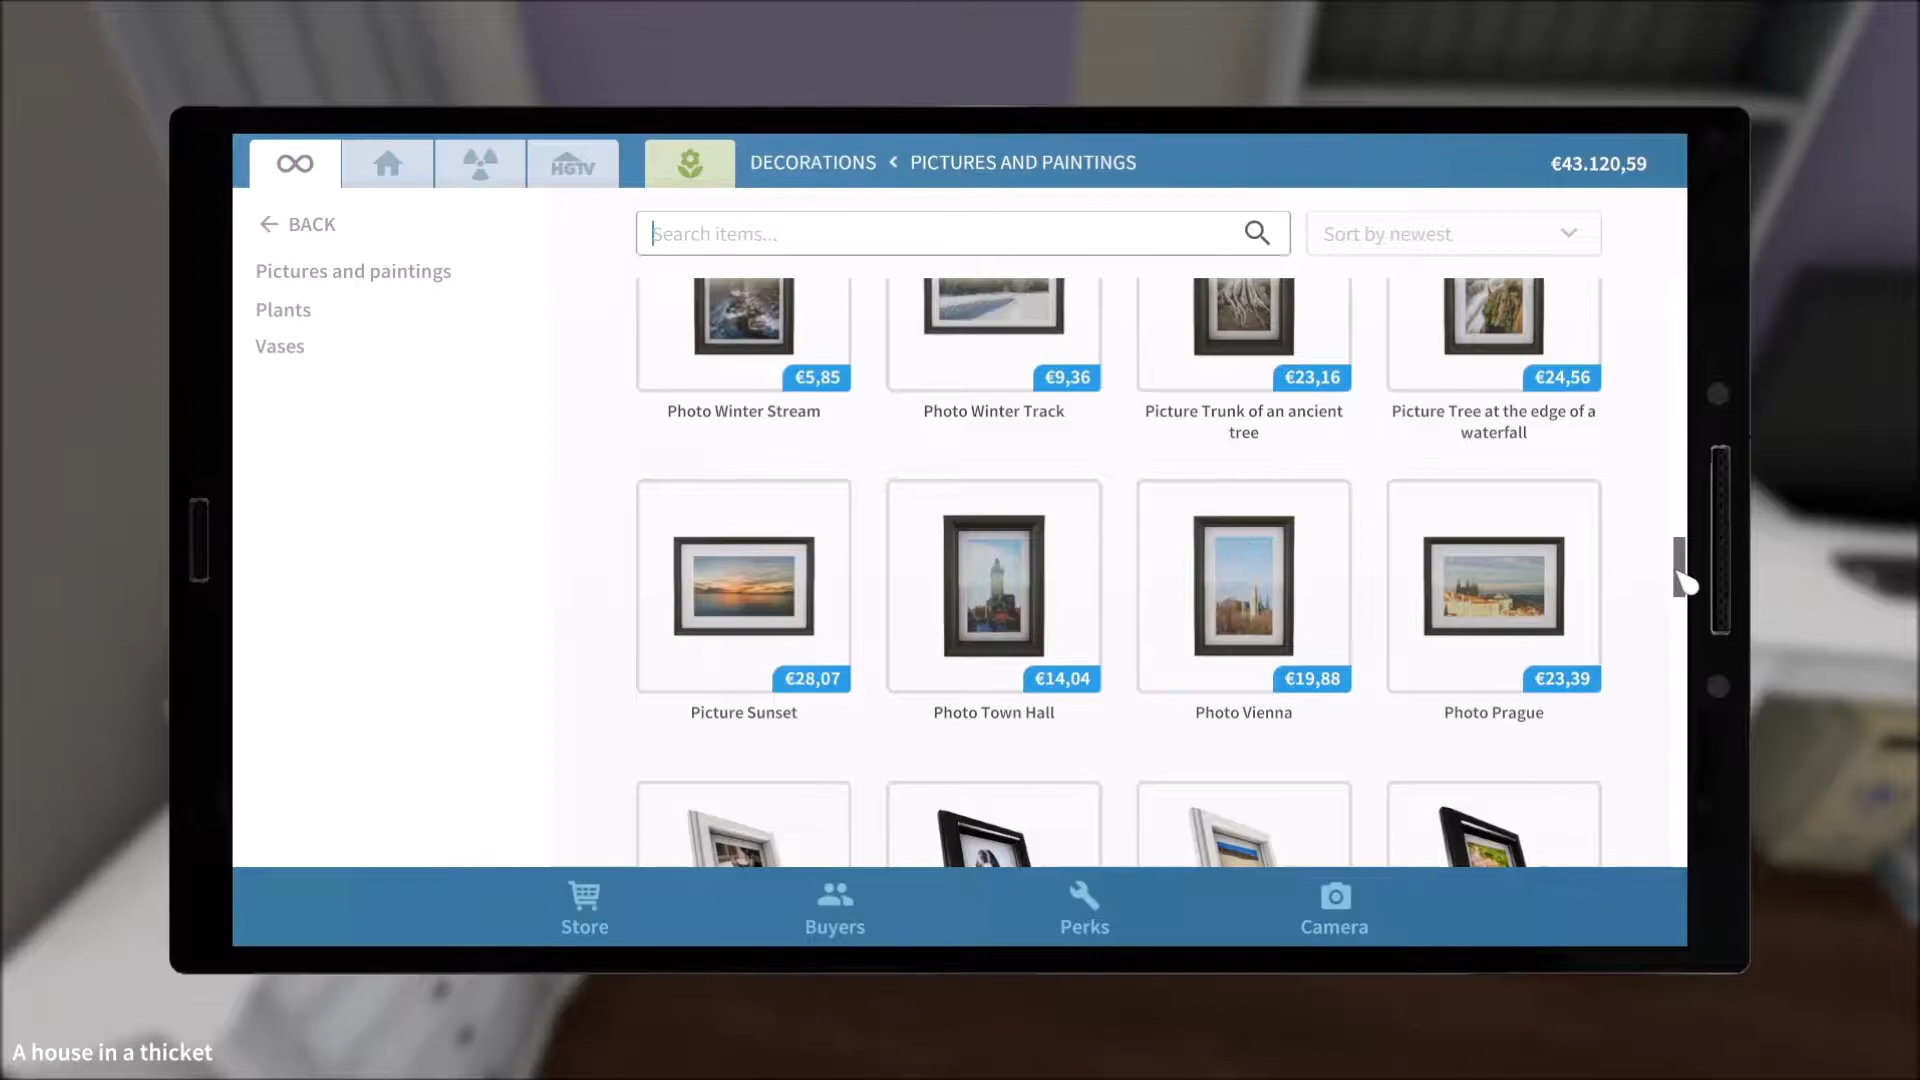 HGTV
DECORATIONS < PICTURES AND PAINTINGS
€43.120,59
BACK
Pictures and paintings
Plants
Vases
Search items...
Sort by newest
€5,85
€9,36
€23,16
€24,56
Photo Winter Stream
Photo Winter Track
Picture Trunk of an ancient
tree
Picture Tree at the edge of a
waterfall
€28,07
€14,04
€19,88
€23,39
Picture Sunset
Photo Town Hall
Photo Vienna
Photo Prague
Store
Buyers
Perks
Camera
A house in a thicket